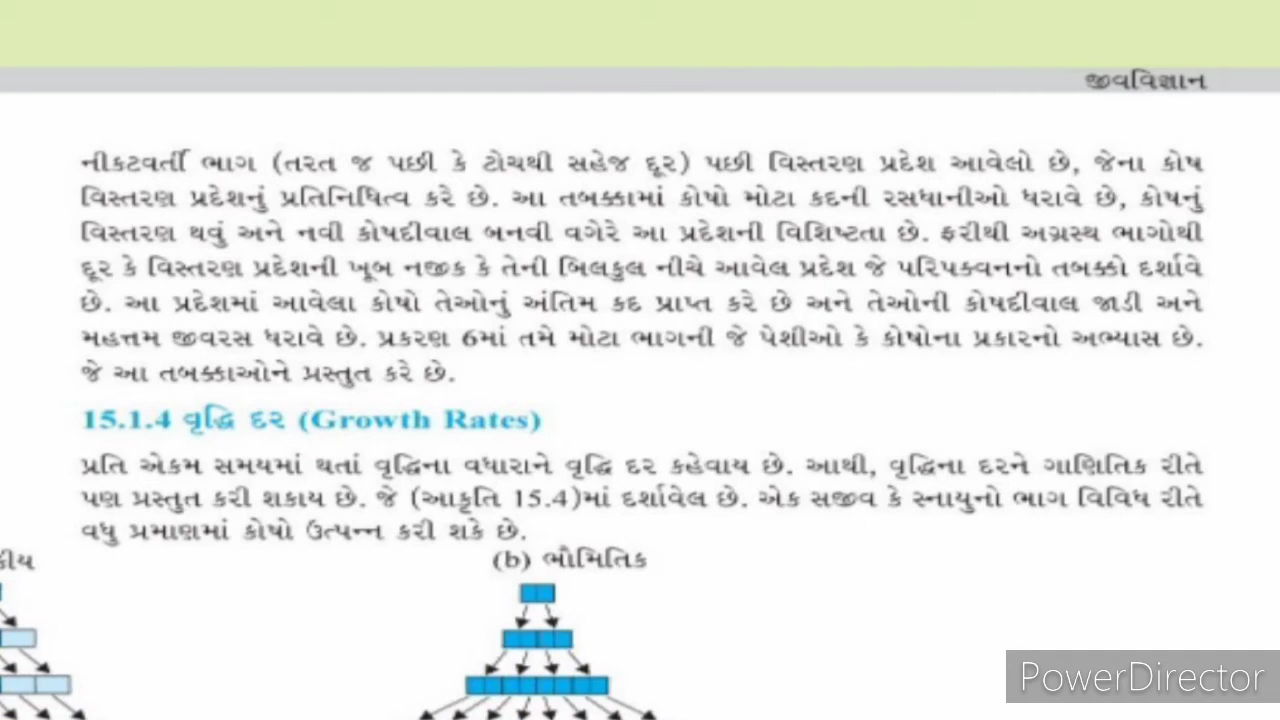 જીવવિજ્ઞાન
નીકટવર્તી ભાગ (તરત જ પછી કે ટોચથી સહેજ દૂર) પછી વિસ્તરણ પ્રદેશ આવેલો છે, જેના કોષ
વિસ્તરણ પ્રદેશનું પ્રતિનિધિત્વ કરે છે. આ તબક્કામાં કોષો મોટા કદની રસધાનીઓ ધરાવે છે, કોષનું
વિસ્તરણ થવું અને નવી કોષદીવાલ બનવી વગેરે આ પ્રદેશની વિશિષ્ટતા છે. ફરીથી અગ્રસ્થ ભાગોથી
દૂર કે વિસ્તરણ પ્રદેશની ખૂબ નજીક કે તેની બિલકુલ નીચે આવેલ પ્રદેશ જે પરિપક્વનનો તબક્કો દર્શાવે
છે. આ પ્રદેશમાં આવેલા કોષો તેઓનું અંતિમ કદ પ્રાપ્ત કરે છે અને તેઓની કોષદીવાલ જાડી અને
મહત્તમ જીવરસ ધરાવે છે. પ્રકરણ 6માં તમે મોટા ભાગની જે પેશીઓ કે કોષોના પ્રકારનો અભ્યાસ છે.
જે આ તબક્કાઓને પ્રસ્તુત કરે છે.
15.1.4 વૃદ્ધિ દર (Growth Rates)
પ્રતિ એકમ સમયમાં થતાં વૃદ્ધિના વધારાને વૃદ્ધિ દર કહેવાય છે. આથી, વૃદ્ધિના દરને ગાણિતિક રીતે
પણ પ્રસ્તુત કરી શકાય છે. જે (આકૃતિ 15.4)માં દર્શાવેલ છે. એક સજીવ કે સ્નાયુનો ભાગ વિવિધ રીતે
વધુ પ્રમાણમાં કોષો ઉત્પન્ન કરી શકે છે.
(b) ભૌમિતિક
PowerDirector